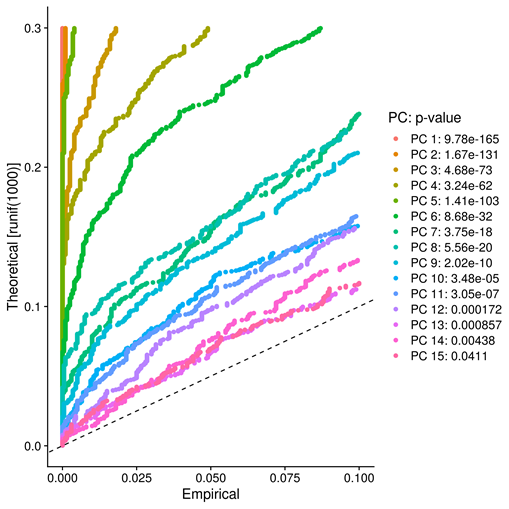 0.3
0.2
0.1
0.0
Theoretical [runif(1000)]
0.000 0.025 0.050 0.075 0.100
Empirical
PC: p-value
PC 1: 9.78e-165
PC 2: 1.67e-131
PC 3: 4.68e-73
PC 4: 3.24e-62
PC 5: 1.41e-103
PC 6: 8.68e-32
PC 7: 3.75e-18
PC 8: 5.56e-20
PC 9: 2.02e-10
PC 10: 3.48e-05
PC 11: 3.05e-07
PC 12: 0.000172
PC 13: 0.000857
PC 14: 0.00438
PC 15: 0.0411